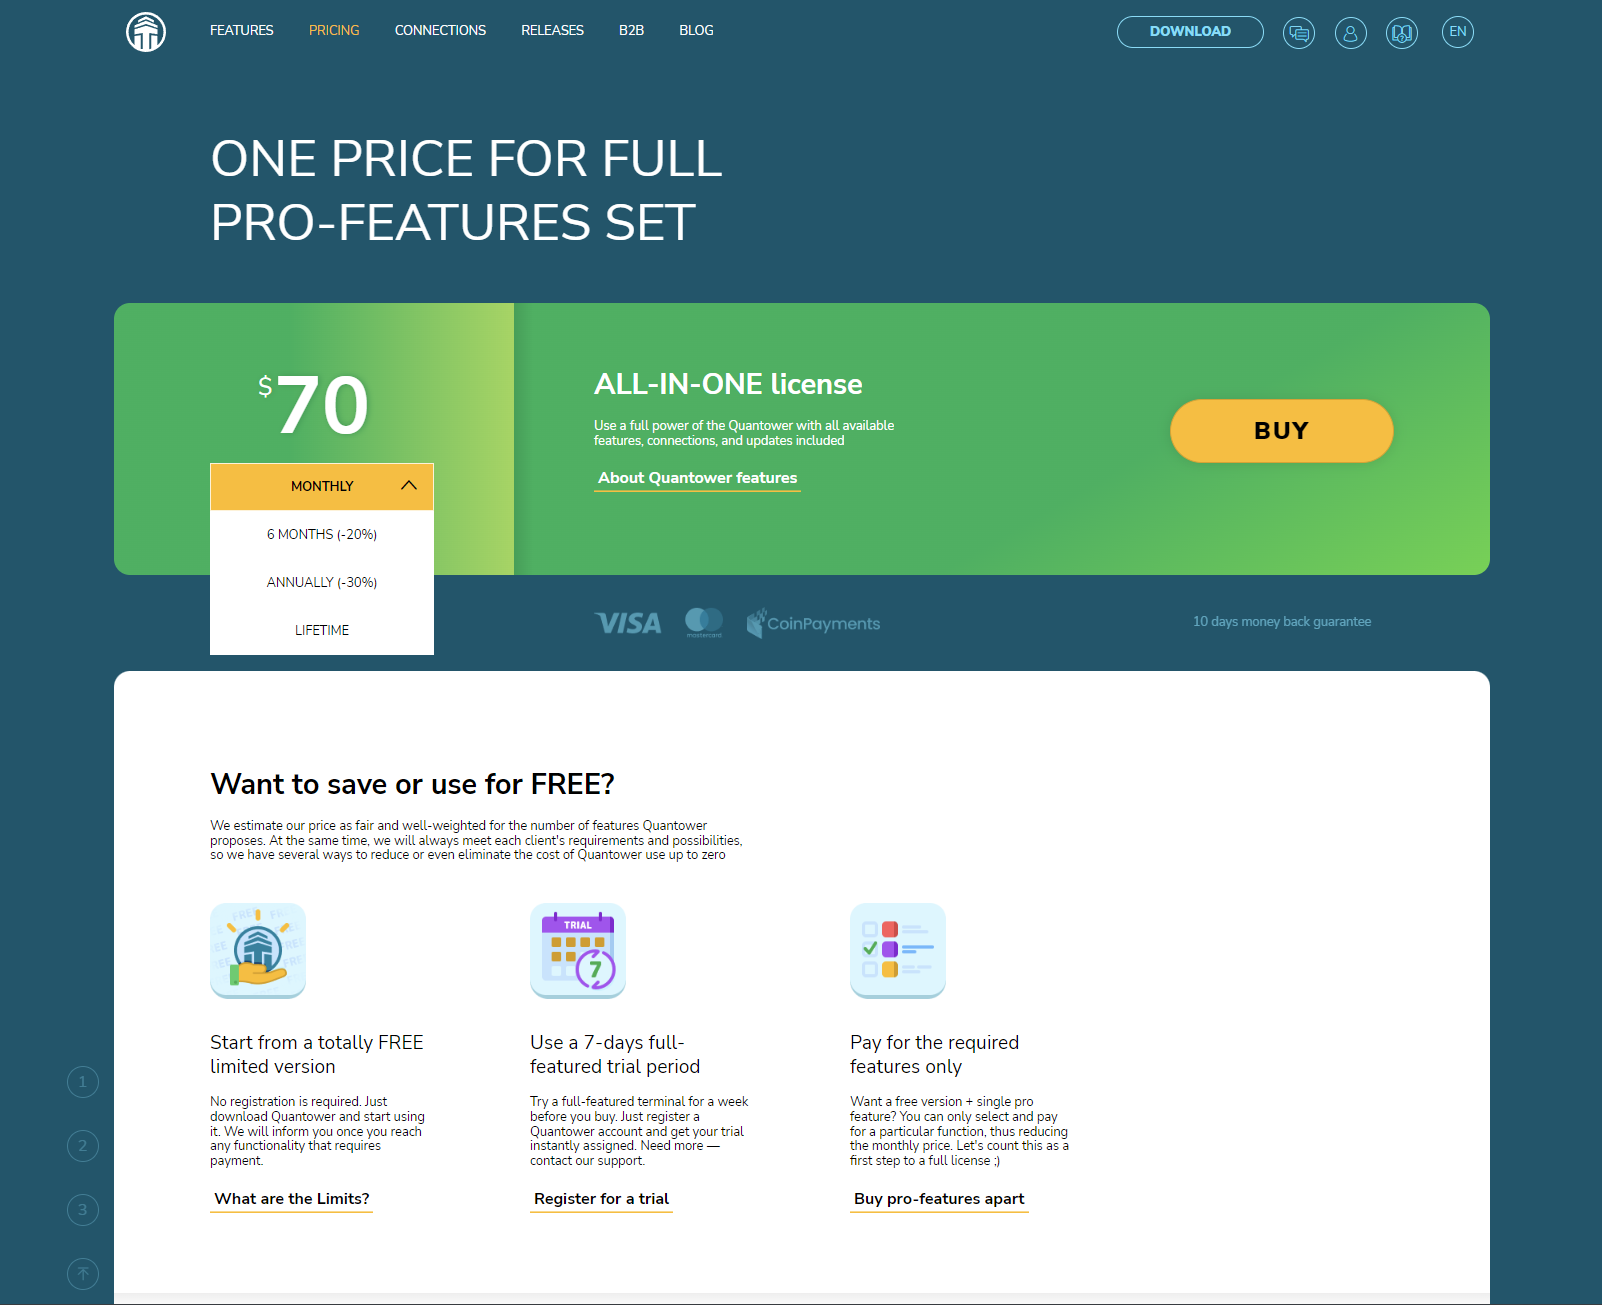 FEATURES PRICING CONNECTIONS RELEASES B2B BLOG DOWNLOAD EN
ONE PRICE FOR FULL
PRO-FEATURES SET
$70
MONTHLY
6 MONTHS (-20%)
ANNUALLY (-30%)
LIFETIME
ALL-IN-ONE license
Use a full power of the Quantower with all available
features, connections, and updates included
About Quantower features
BUY
VISA mastercard CoinPayments
10 days money back guarantee
Want to save or use for FREE?
We estimate our price as fair and well-weighted for the number of features Quantower
proposes. At the same time, we will always meet each client's requirements and possibilities,
so we have several ways to reduce or even eliminate the cost of Quantower use up to zero
FREE
Start from a totally FREE
limited version
No registration is required. Just
download Quantower and start using
it. We will inform you once you reach
any functionality that requires
payment.
What are the Limits?
TRIAL
7
Use a 7-days full-
featured trial period
Try a full-featured terminal for a week
before you buy. Just register a
Quantower account and get your trial
instantly assigned. Need more —
contact our support.
Register for a trial
Pay for the required
features only
Want a free version + single pro
feature? You can only select and pay
for a particular function, thus reducing
the monthly price. Let's count this as a
first step to a full license ;)
Buy pro-features apart
1
2
3